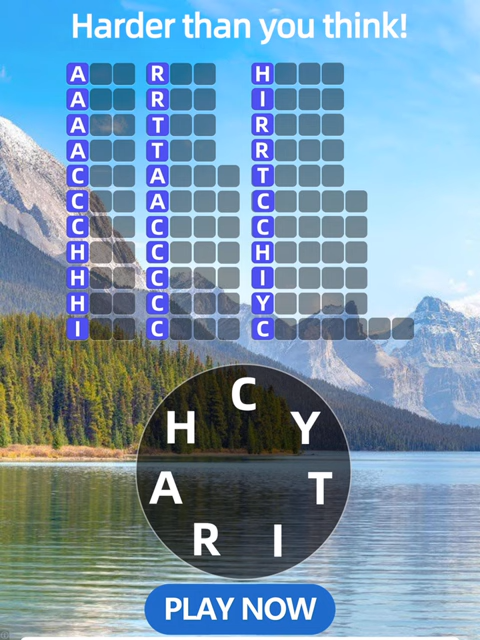 Harder than you think!
A R H
A R I
A T R
A T R
C A T
C A C
C C C
H C H
H C I
H C Y
I C C
C
H Y
A T
R I
PLAY NOW